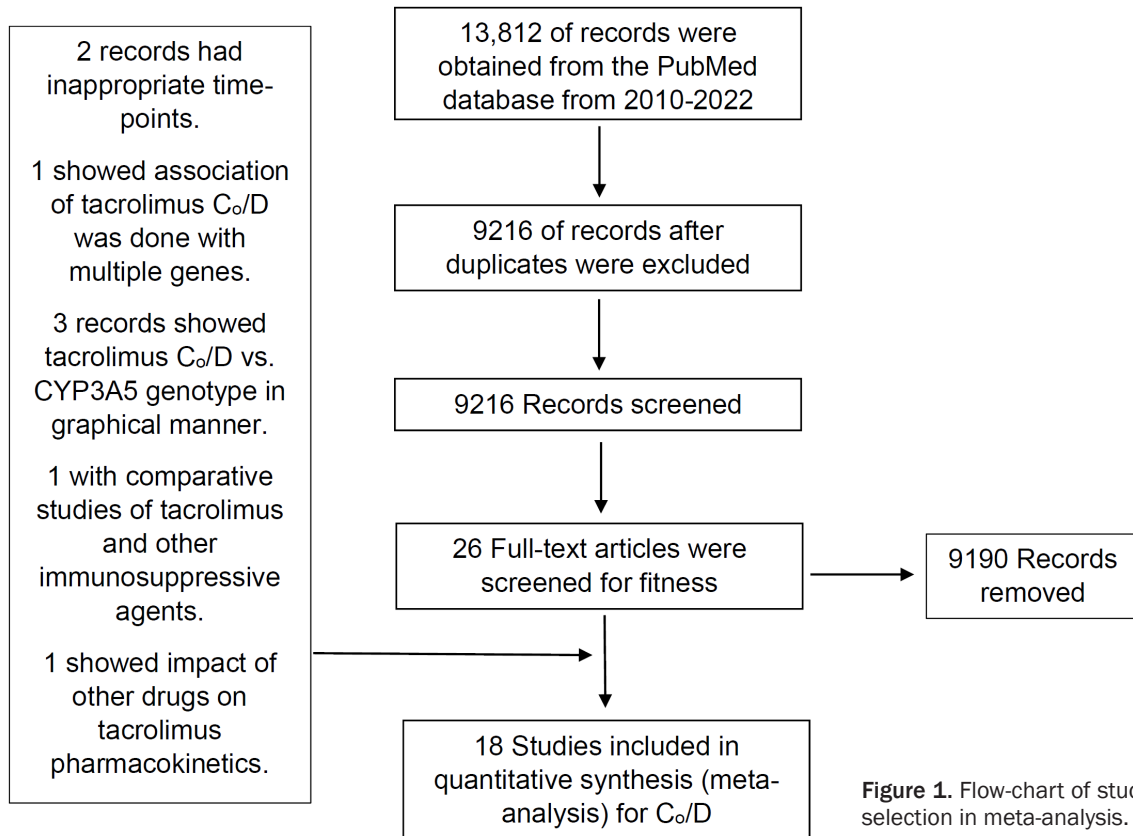 13,812 of records were
obtained from the PubMed
database from 2010-2022
9216 of records after
duplicates were excluded
9216 Records screened
26 Full-text articles were
screened for fitness
9190 Records
removed
2 records had
inappropriate time-
points.
1 showed association
of tacrolimus C₀/D
was done with
multiple genes.
3 records showed
tacrolimus C₀/D vs.
CYP3A5 genotype in
graphical manner.
1 with comparative
studies of tacrolimus
and other
immunosuppressive
agents.
1 showed impact of
other drugs on
tacrolimus
pharmacokinetics.
18 Studies included in
quantitative synthesis (meta-
analysis) for C₀/D
Figure 1. Flow-chart of
selection in meta-analysis.